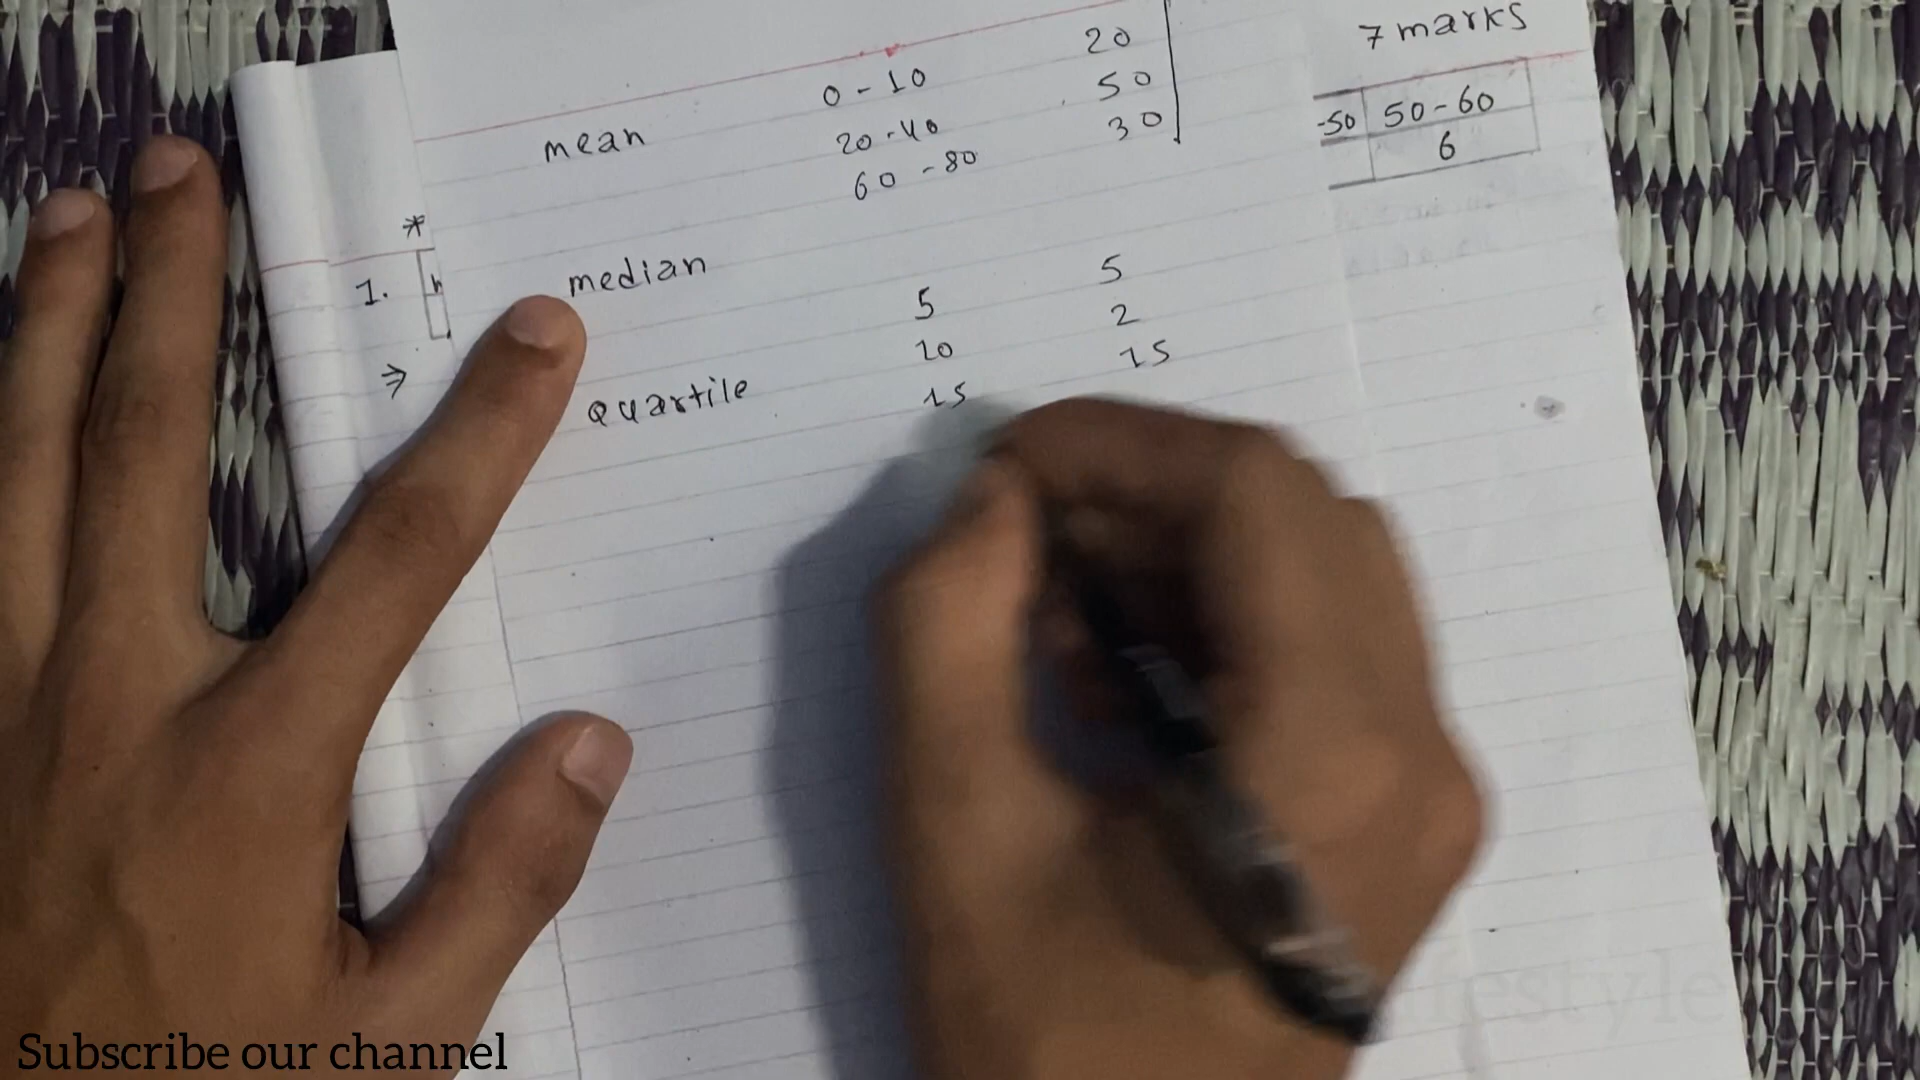 7 marks
0-10 20
mean 20-40 50
60-80 30
-50 50-60
6
*
1.
median
5 5
10 2
Quartile 15 15
festyle
Subscribe our channel